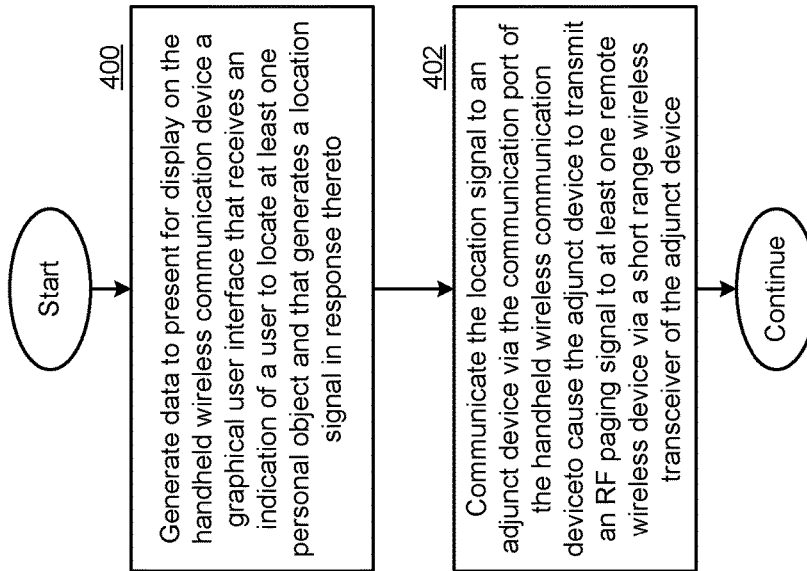 Start
400
Generate data to present for display on the
handheld wireless communication device a
graphical user interface that receives an
indication of a user to locate at least one
personal object and that generates a location
signal in response thereto
402
Communicate the location signal to an
adjunct device via the communication port of
the handheld wireless communication
deviceto cause the adjunct device to transmit
an RF paging signal to at least one remote
wireless device via a short range wireless
transceiver of the adjunct device
Continue